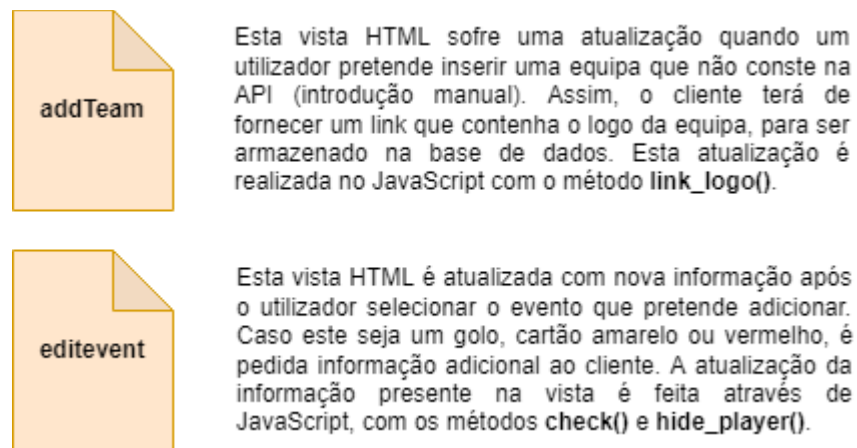 addTeam
Esta vista HTML sofre uma atualização quando um
utilizador pretende inserir uma equipa que não conste na
API (introdução manual). Assim, o cliente terá de
fornecer um link que contenha o logo da equipa, para ser
armazenado na base de dados. Esta atualização é
realizada no JavaScript com o método link_logo().
editevent
Esta vista HTML é atualizada com nova informação após
o utilizador selecionar o evento que pretende adicionar.
Caso este seja um golo, cartão amarelo ou vermelho, é
pedida informação adicional ao cliente. A atualização da
informação presente na vista é feita através de
JavaScript, com os métodos check() e hide_player().